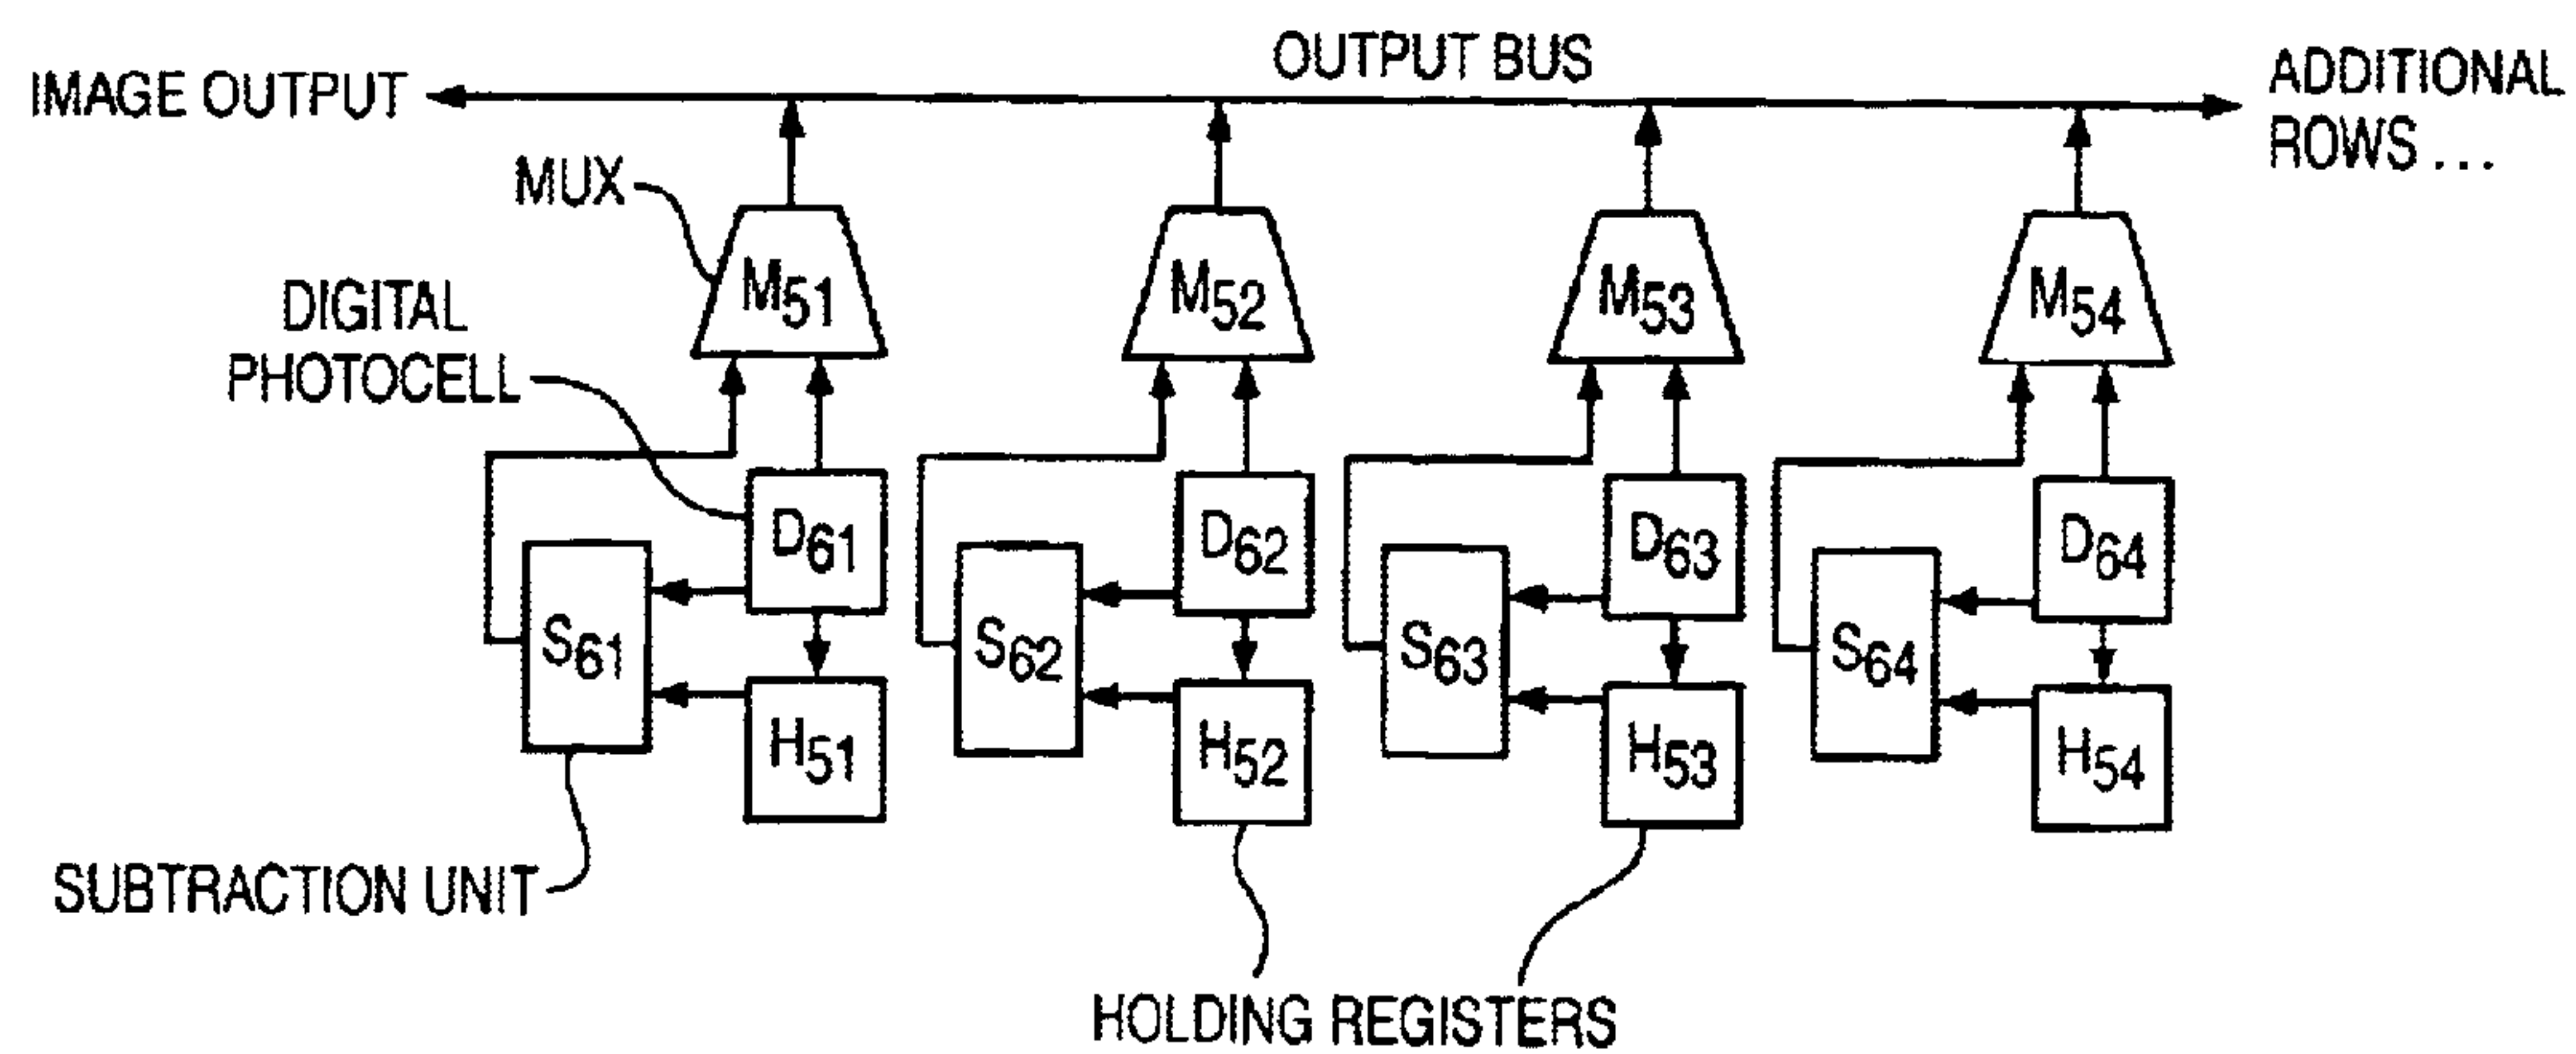 OUTPUT BUS
IMAGE OUTPUT
ADDITIONAL
ROWS ...
MUX
M51
M52
M53
M54
DIGITAL
PHOTOCELL
D61
D62
D63
D64
S61
S62
S63
S64
H51
H52
H53
H54
SUBTRACTION UNIT
HOLDING REGISTERS